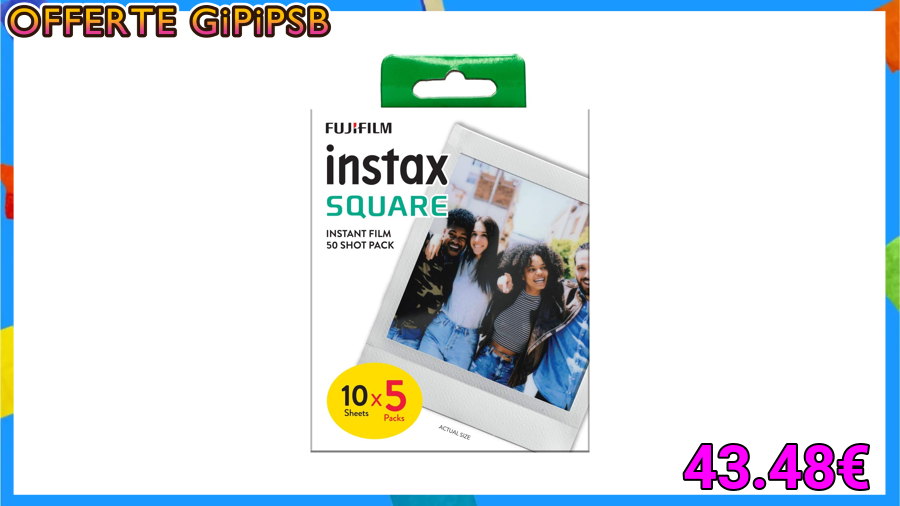 OFFERTE GiPiPSB
FUJIFILM
instax
SQUARE
INSTANT FILM
50 SHOT PACK
10 x 5
Sheets Packs
ACTUAL SIZE
43.48€